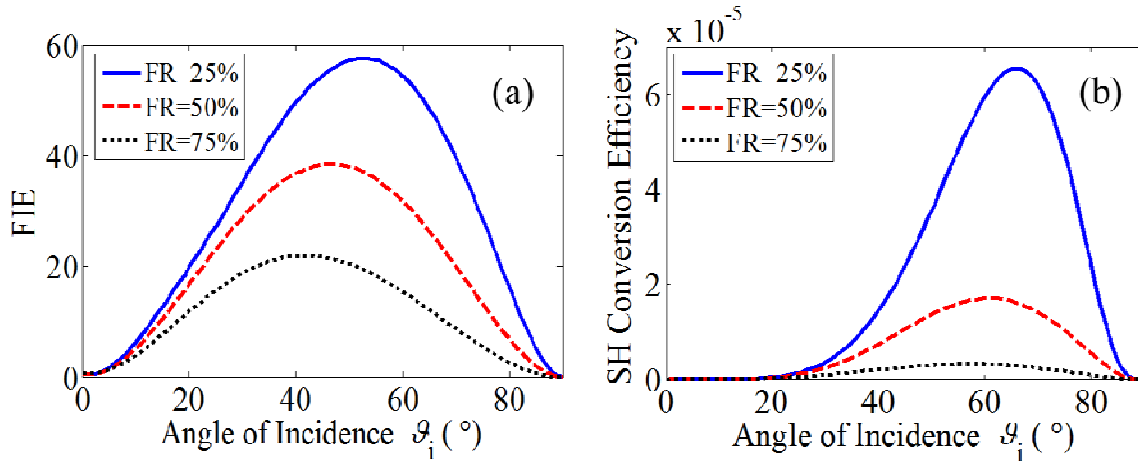 60
40
20
0
FIE
FR 25%
FR=50%
FR=75%
(a)
0 20 40 60 80
Angle of Incidence ϑi ( °)
x 10-5
6
4
2
0
SH Conversion Efficiency
FR 25%
FR=50%
FR=75%
(b)
0 20 40 60 80
Angle of Incidence ϑi ( °)